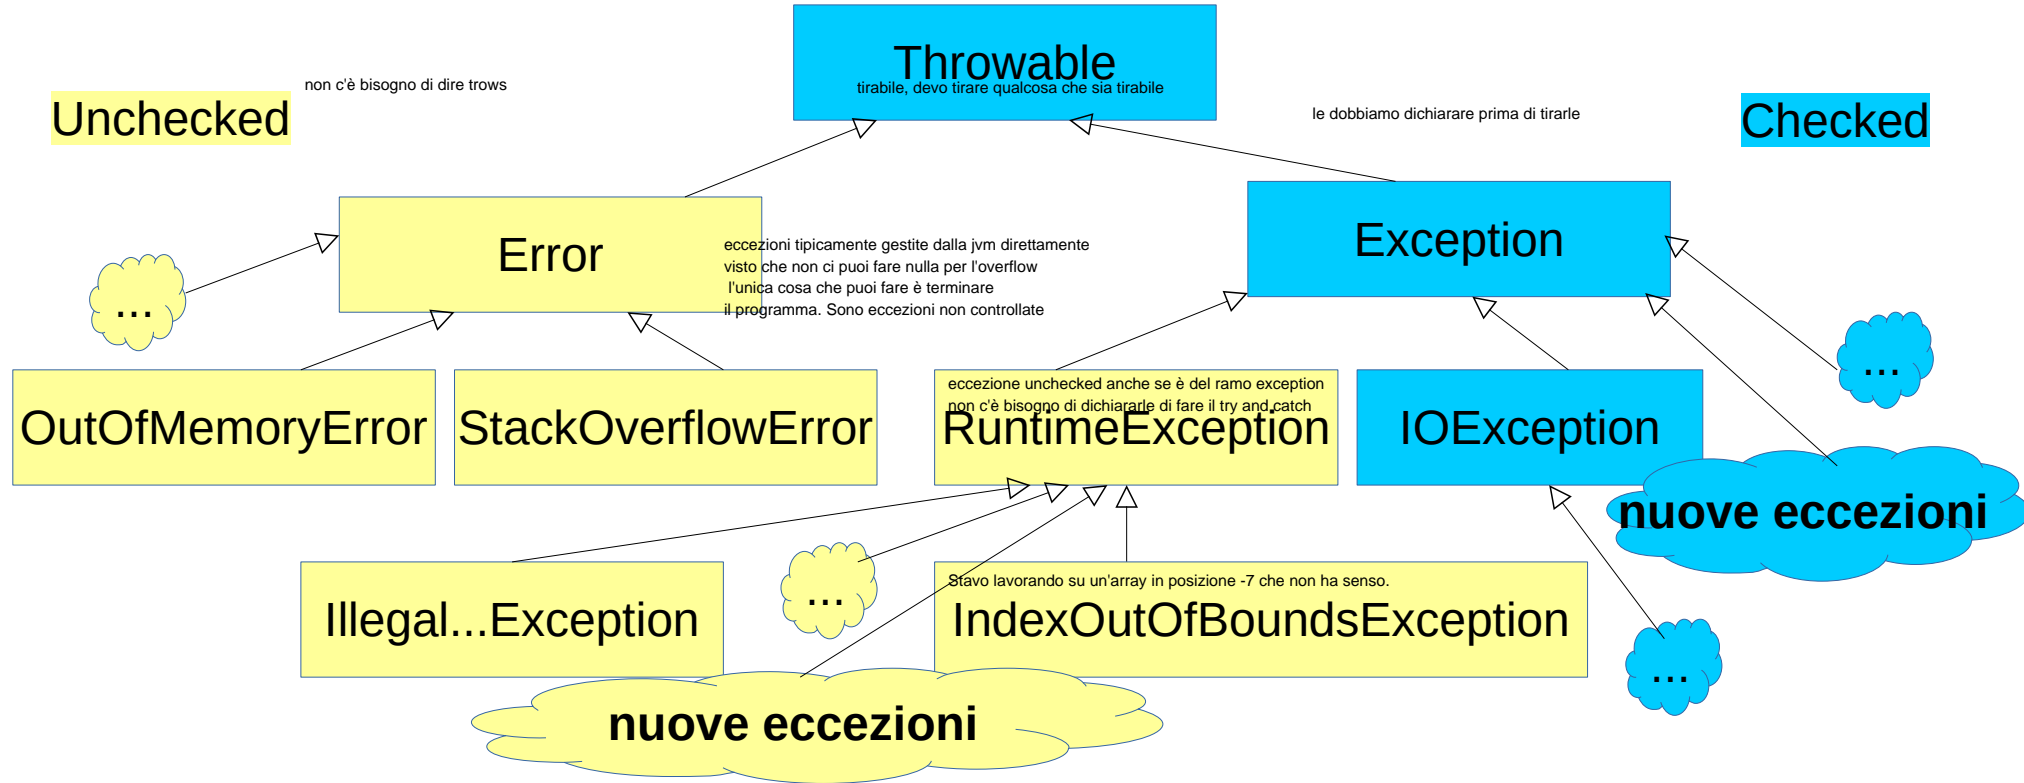 Throwable
tirabile, devo tirare qualcosa che sia tirabile
non c'è bisogno di dire trows
Unchecked
le dobbiamo dichiarare prima di tirarle
Checked
Error
eccezioni tipicamente gestite dalla jvm direttamente
visto che non ci puoi fare nulla per l'overflow
l'unica cosa che puoi fare è terminare
il programma. Sono eccezioni non controllate
Exception
...
...
OutOfMemoryError
StackOverflowError
eccezione unchecked anche se è del ramo exception
non c'è bisogno di dichiararle di fare il try and catch
RuntimeException
IOException
nuove eccezioni
Illegal...Exception
...
Stavo lavorando su un'array in posizione -7 che non ha senso.
IndexOutOfBoundsException
...
nuove eccezioni